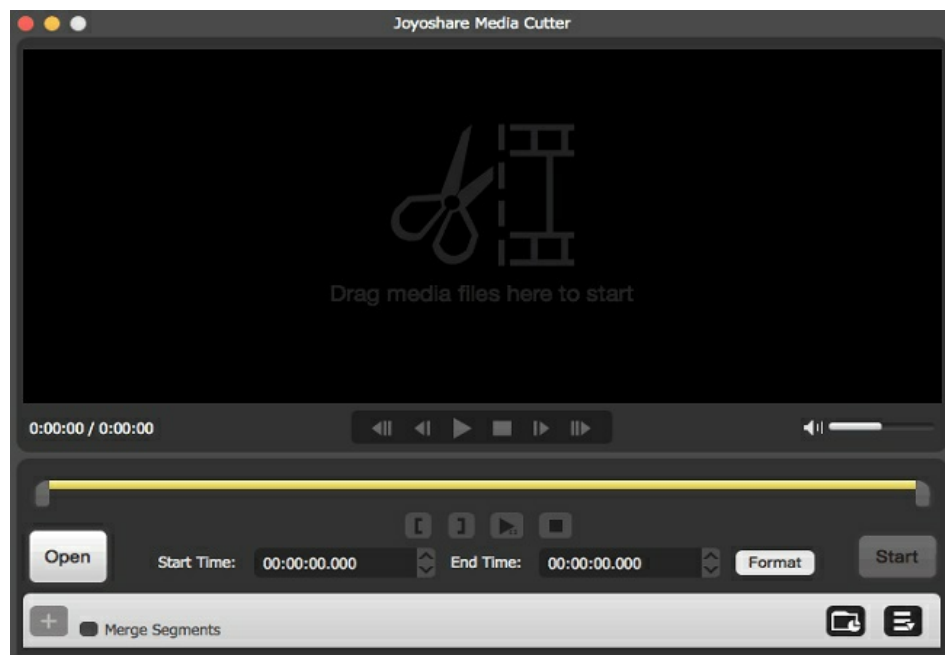 Joyoshare Media Cutter
Drag media files here to start
0:00:00 / 0:00:00
Open
Start Time:
00:00:00.000
End Time:
00:00:00.000
Format
Start
Merge Segments